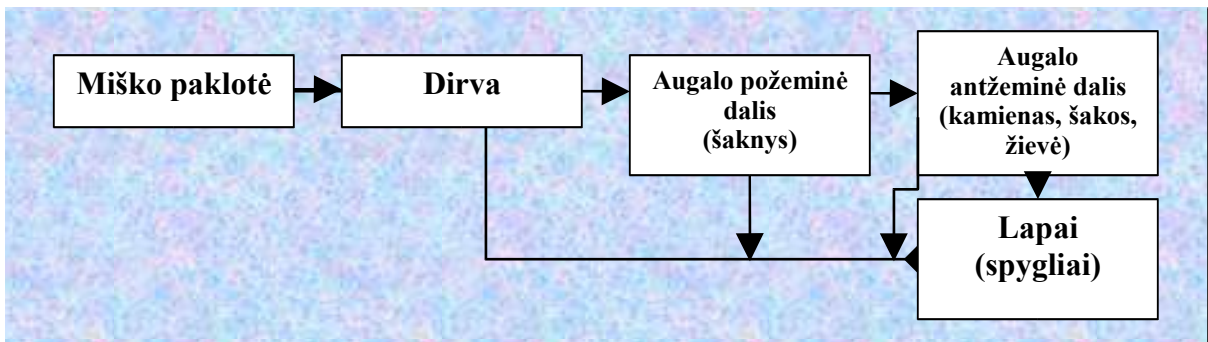 Miško paklotė
Dirva
Augalo požeminė
dalis
(šaknys)
Augalo
antžeminė dalis
(kamienas, šakos,
žievė)
Lapai
(spygliai)